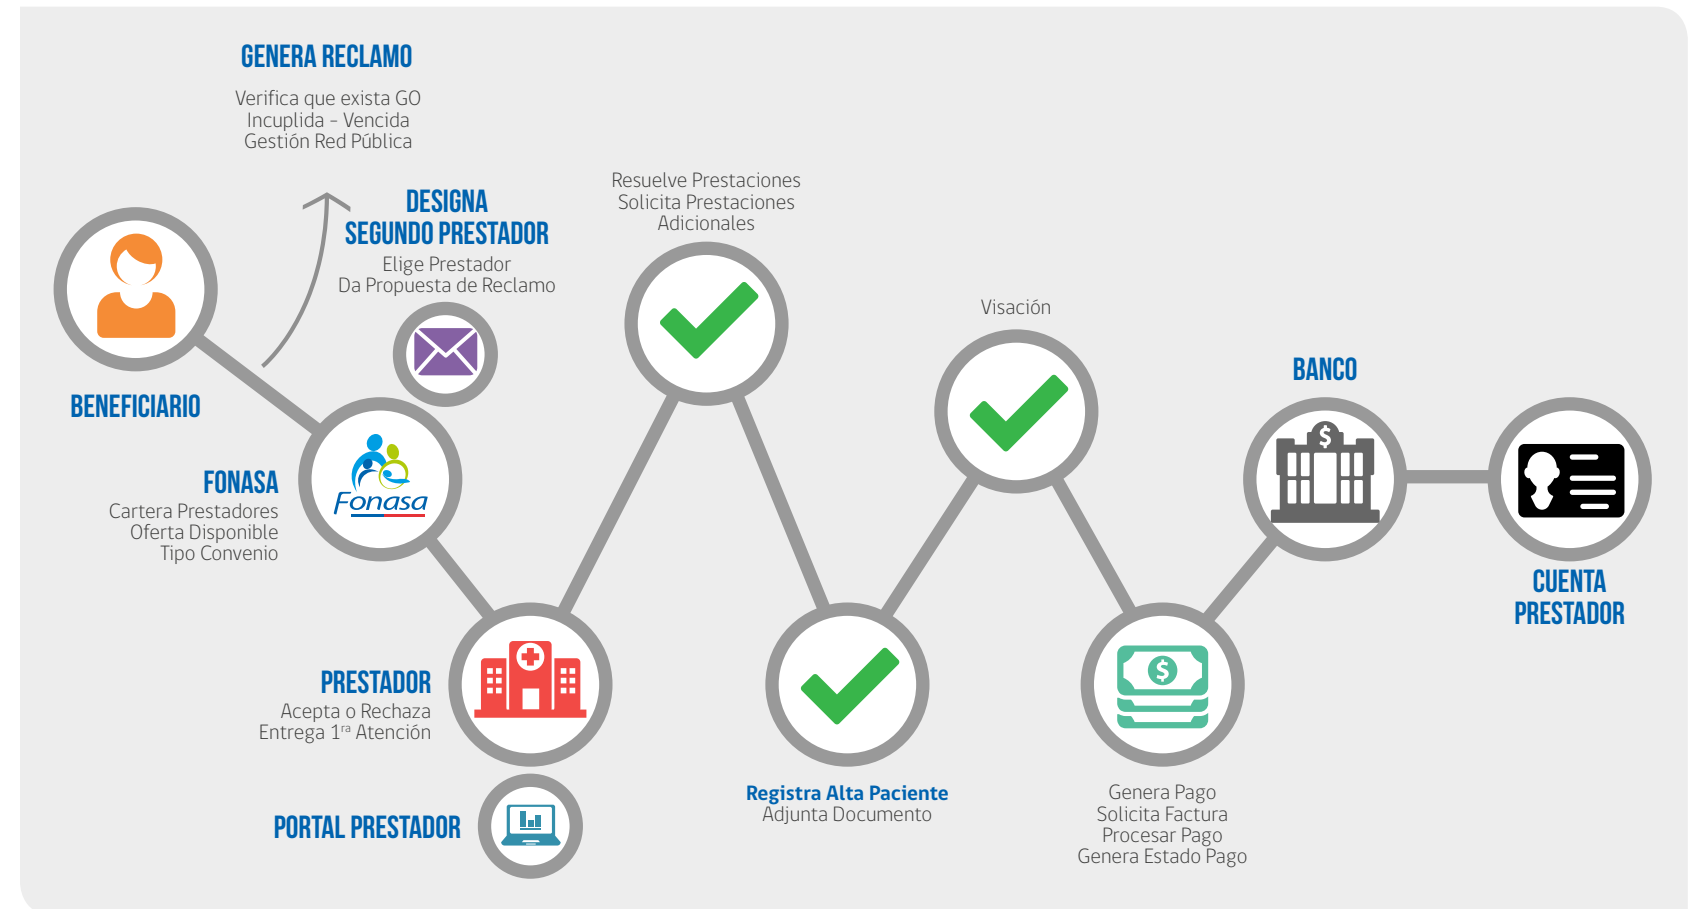 GENERA RECLAMO
Verifica que exista GO
Incuplida - Vencida
Gestión Red Pública
DESIGNA
SEGUNDO PRESTADOR
Elige Prestador
Da Propuesta de Reclamo
BENEFICIARIO
FONASA
Cartera Prestadores
Oferta Disponible
Tipo Convenio
Fonasa
PRESTADOR
Acepta o Rechaza
Entrega 1ra Atención
PORTAL PRESTADOR
Resuelve Prestaciones
Solicita Prestaciones
Adicionales
Registra Alta Paciente
Adjunta Documento
Visación
$
Genera Pago
Solicita Factura
Procesar Pago
Genera Estado Pago
BANCO
$
CUENTA
PRESTADOR